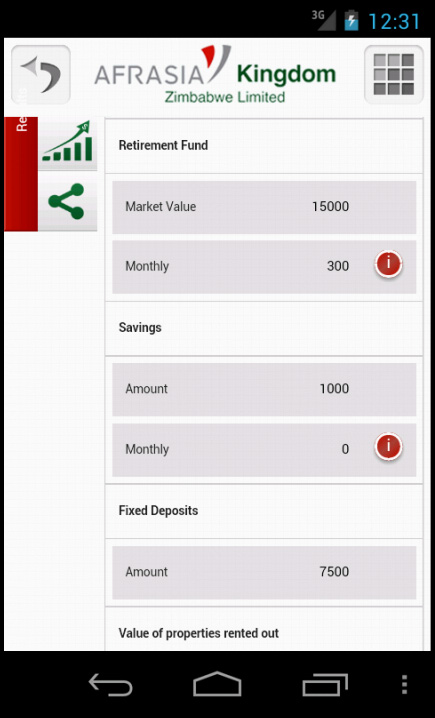 3G 12:31
AFRASIA Kingdom
Zimbabwe Limited
Retirement Fund
Market Value 15000
Monthly 300
i
Savings
Amount 1000
Monthly 0
i
Fixed Deposits
Amount 7500
Value of properties rented out